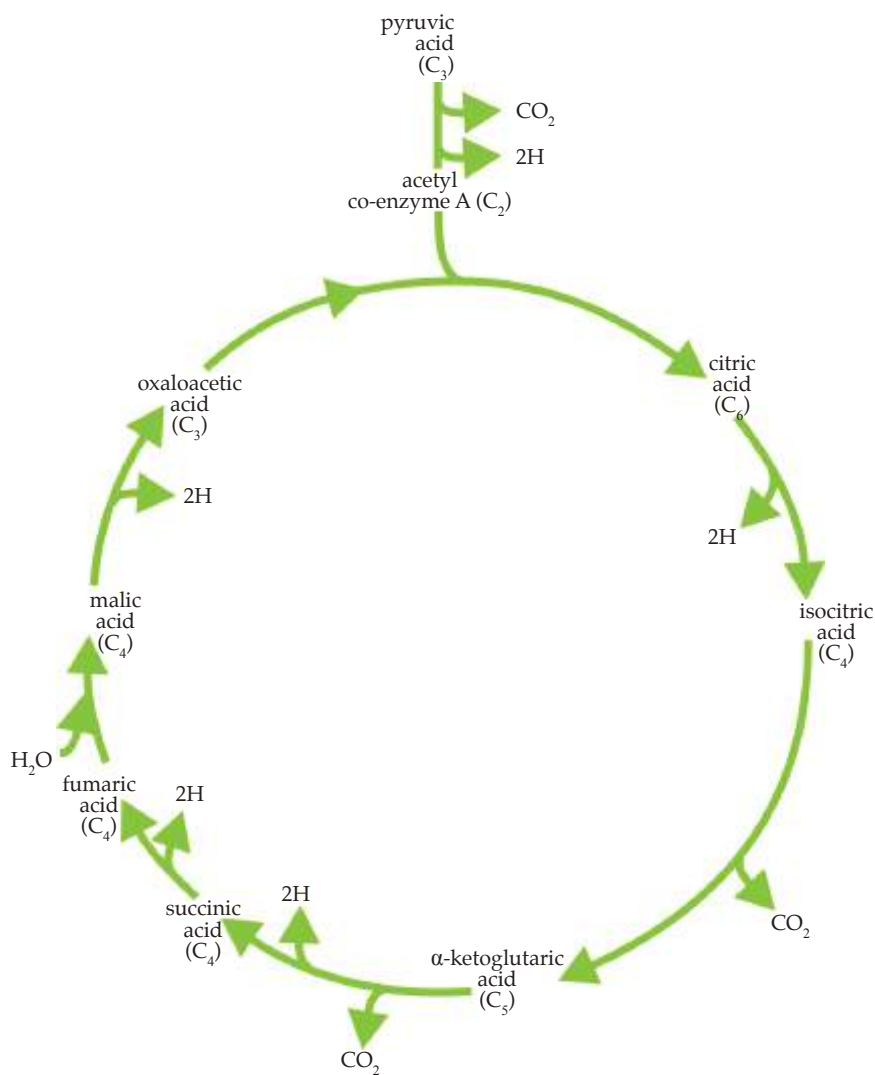 pyruvic
acid
(C₃)
CO₂
2H
acetyl
co-enzyme A (C₂)
citric
acid
(C₆)
2H
isocitric
acid
(C₄)
CO₂
α-ketoglutaric
acid
(C₅)
CO₂
2H
succinic
acid
(C₄)
2H
fumaric
acid
(C₄)
H₂O
malic
acid
(C₄)
2H
oxaloacetic
acid
(C₃)